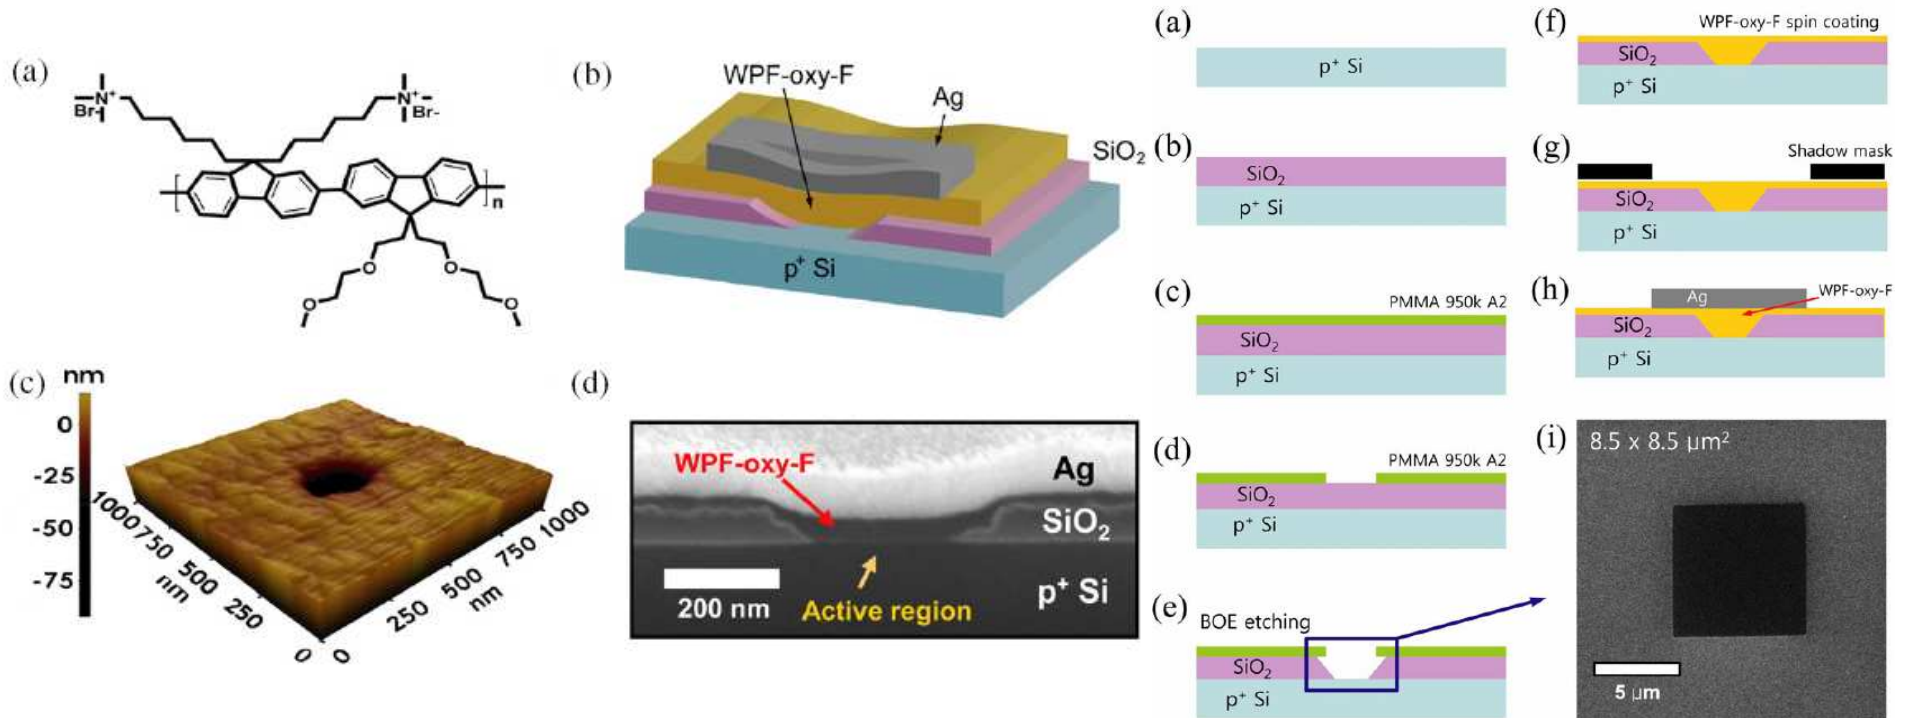 (a)
N⁺
Br-
N⁺
Br-
n
O
O
O
O
(b)
WPF-oxy-F
Ag
SiO₂
p⁺ Si
(c)
nm
0
-25
-50
-75
1000
750
500
250
0
nm
0
250
500
750
1000
nm
(d)
WPF-oxy-F
Ag
SiO₂
p⁺ Si
200 nm
Active region
(a)
p⁺ Si
(b)
SiO₂
p⁺ Si
(c)
PMMA 950k A2
SiO₂
p⁺ Si
(d)
PMMA 950k A2
SiO₂
p⁺ Si
(e)
BOE etching
SiO₂
p⁺ Si
(f)
WPF-oxy-F spin coating
SiO₂
p⁺ Si
(g)
Shadow mask
SiO₂
p⁺ Si
(h)
Ag
WPF-oxy-F
SiO₂
p⁺ Si
(i)
8.5 x 8.5 μm²
5 μm